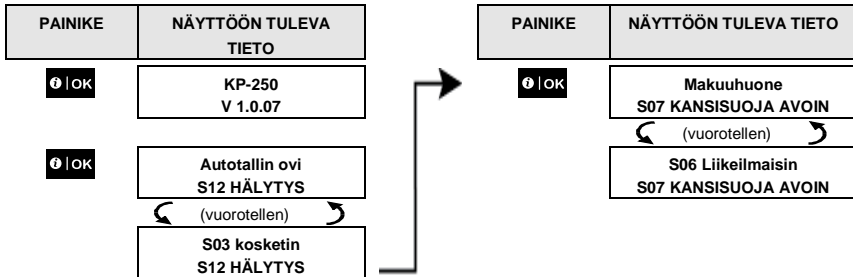 PAINIKE
NÄYTTÖÖN TULEVA
TIETO
OK
KP-250
V 1.0.07
OK
Autotallin ovi
S12 HÄLYTYS
(vuorotellen)
S03 kosketin
S12 HÄLYTYS
PAINIKE
NÄYTTÖÖN TULEVA TIETO
OK
Makuuhuone
S07 KANSISUOJA AVOIN
(vuorotellen)
S06 Liikeilmaisin
S07 KANSISUOJA AVOIN